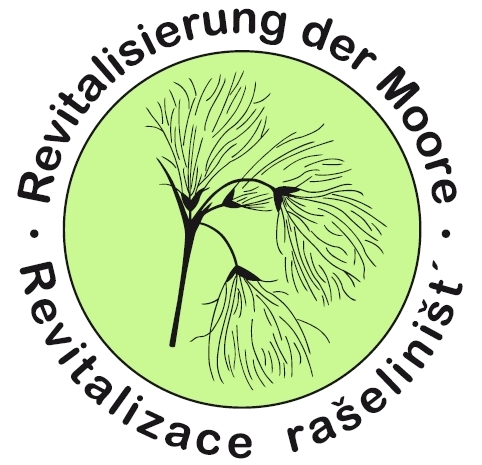 Revitalisierung der Moore
Revitalizace rašelinišť